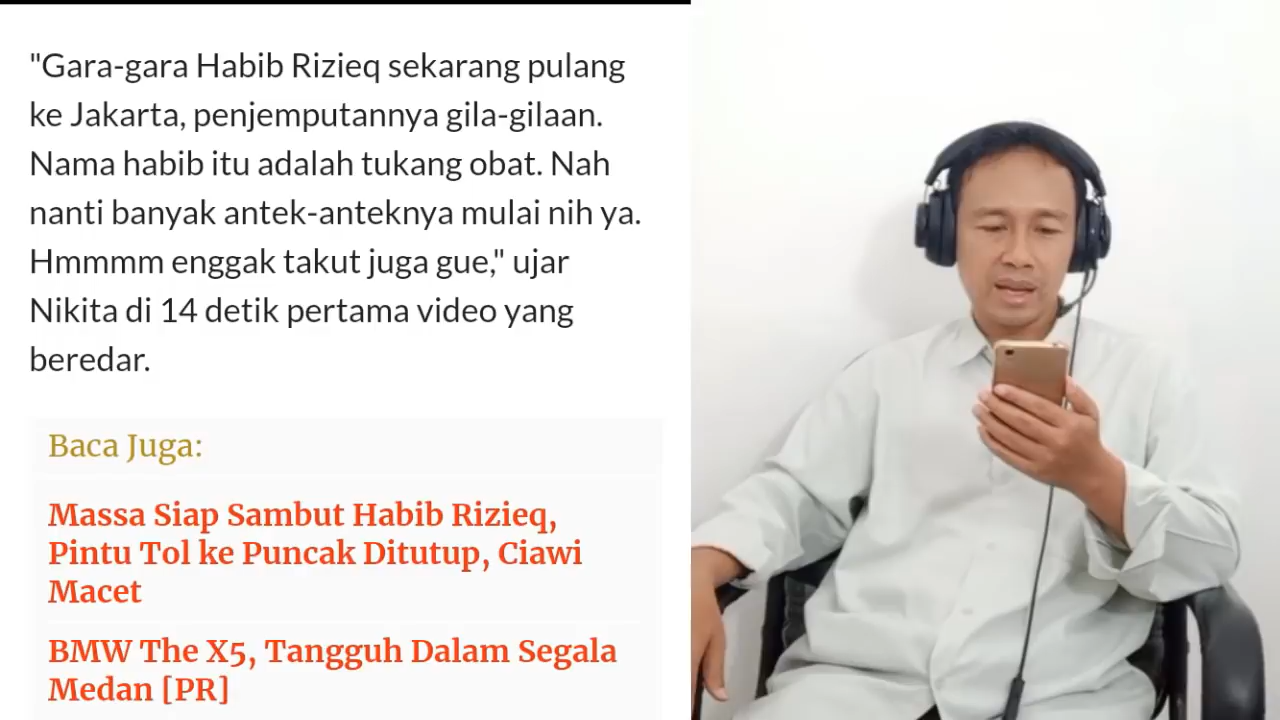 "Gara-gara Habib Rizieq sekarang pulang
ke Jakarta, penjemputannya gila-gilaan.
Nama habib itu adalah tukang obat. Nah
nanti banyak antek-anteknya mulai nih ya.
Hmmmm enggak takut juga gue," ujar
Nikita di 14 detik pertama video yang
beredar.
Baca Juga:
Massa Siap Sambut Habib Rizieq,
Pintu Tol ke Puncak Ditutup, Ciawi
Macet
BMW The X5, Tangguh Dalam Segala
Medan [PR]